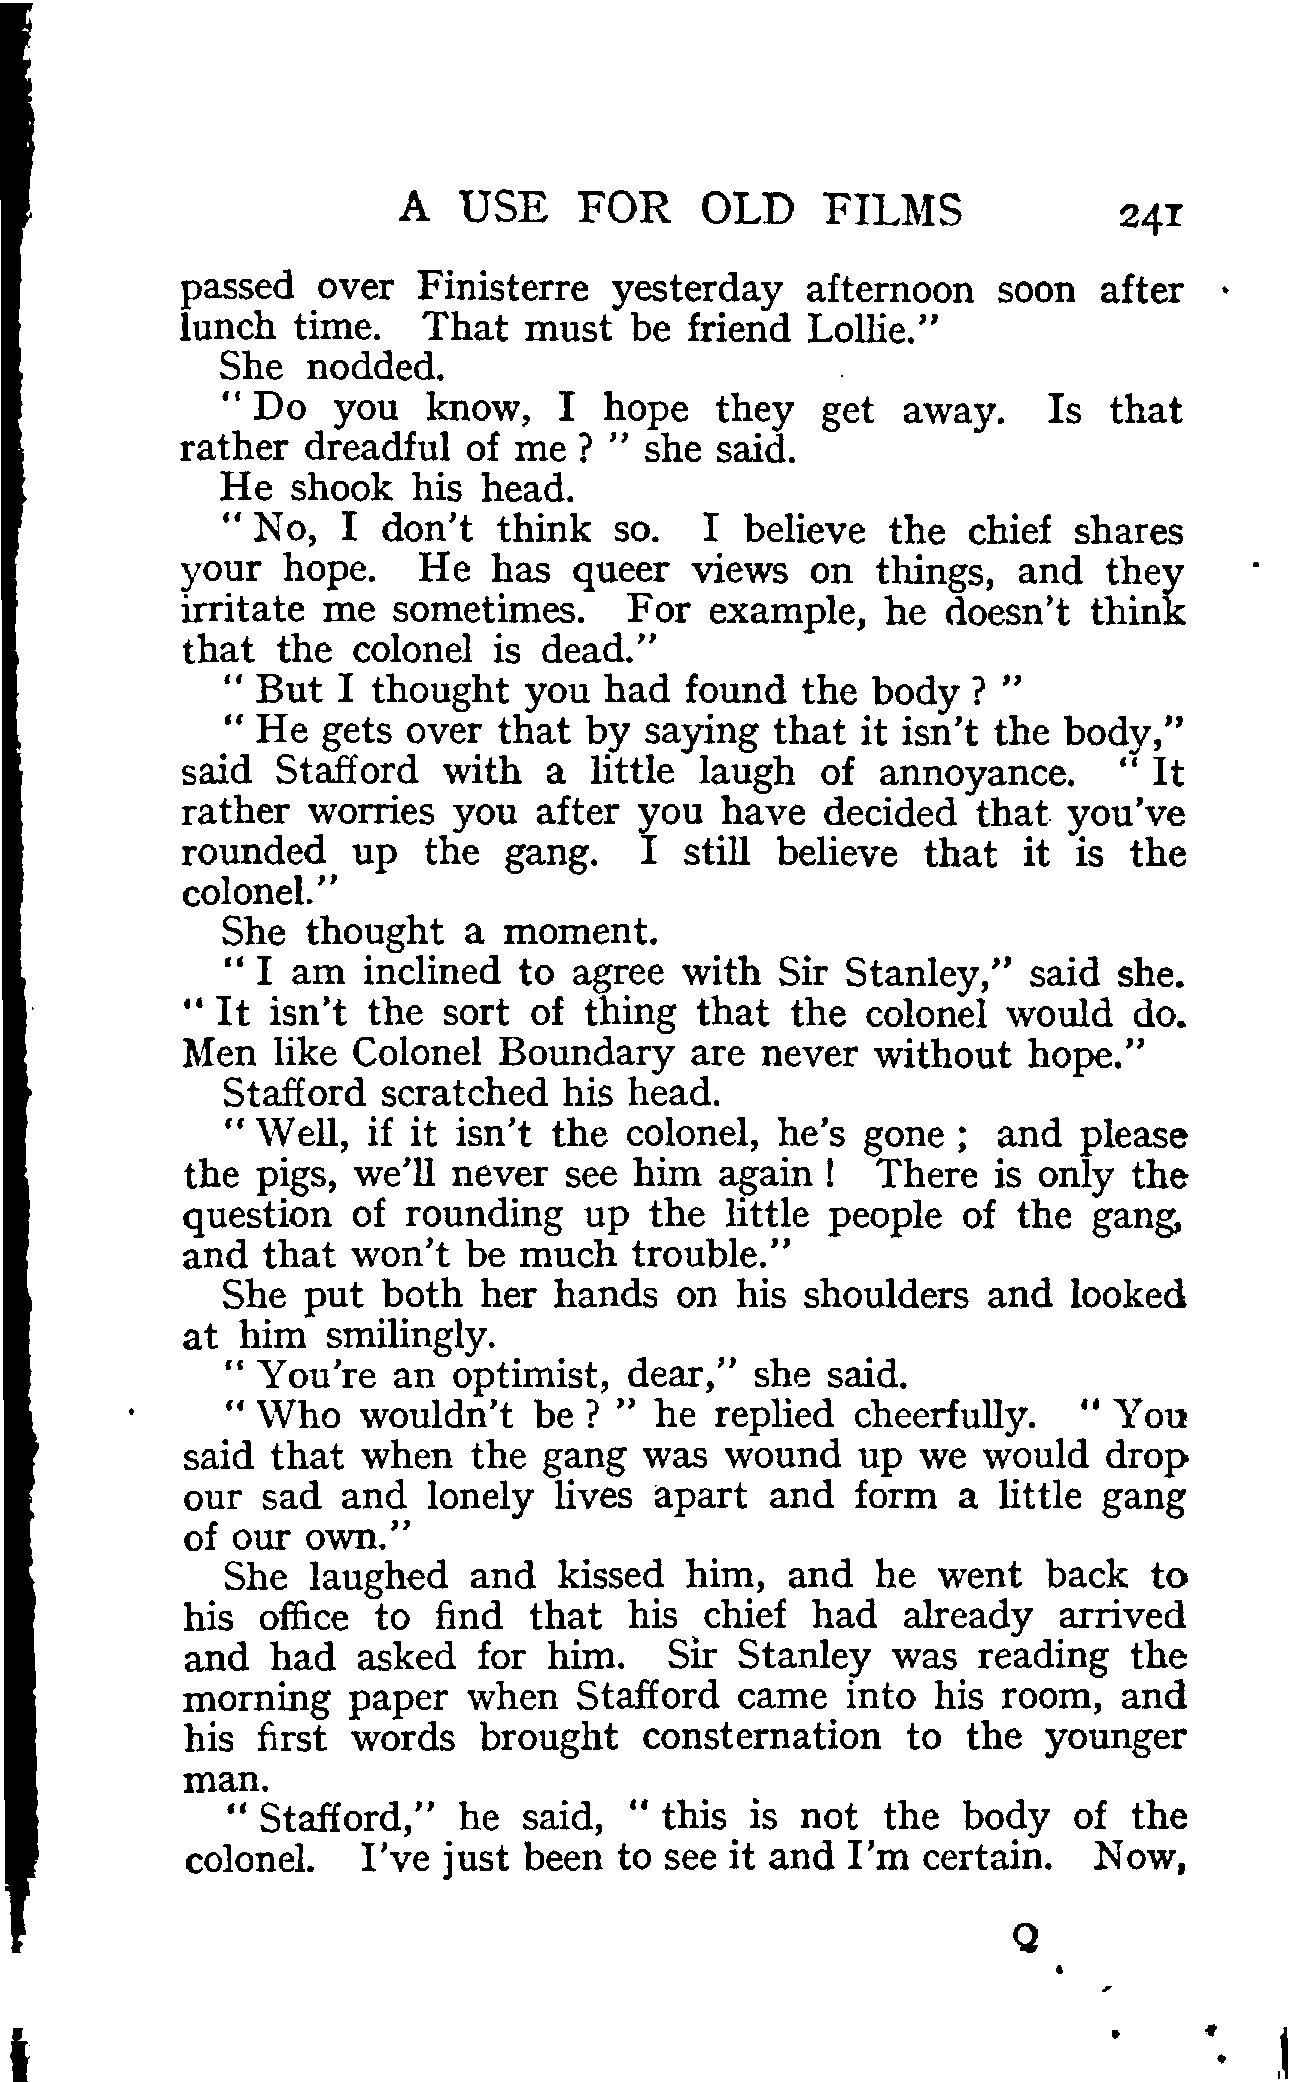 A USE FOR OLD FILMS 241
passed over Finisterre yesterday afternoon soon after
lunch time. That must be friend Lollie."
She nodded.
" Do you know, I hope they get away. Is that
rather dreadful of me ? " she said.
He shook his head.
" No, I don't think so. I believe the chief shares
your hope. He has queer views on things, and they
irritate me sometimes. For example, he doesn't think
that the colonel is dead."
" But I thought you had found the body ? "
" He gets over that by saying that it isn't the body,"
said Stafford with a little laugh of annoyance. " It
rather worries you after you have decided that you've
rounded up the gang. I still believe that it is the
colonel."
She thought a moment.
" I am inclined to agree with Sir Stanley," said she.
" It isn't the sort of thing that the colonel would do.
Men like Colonel Boundary are never without hope."
Stafford scratched his head.
" Well, if it isn't the colonel, he's gone ; and please
the pigs, we'll never see him again ! There is only the
question of rounding up the little people of the gang,
and that won't be much trouble."
She put both her hands on his shoulders and looked
at him smilingly.
" You're an optimist, dear," she said.
" Who wouldn't be ? " he replied cheerfully. " You
said that when the gang was wound up we would drop
our sad and lonely lives apart and form a little gang
of our own."
She laughed and kissed him, and he went back to
his office to find that his chief had already arrived
and had asked for him. Sir Stanley was reading the
morning paper when Stafford came into his room, and
his first words brought consternation to the younger
man.
" Stafford," he said, " this is not the body of the
colonel. I've just been to see it and I'm certain. Now,
Q